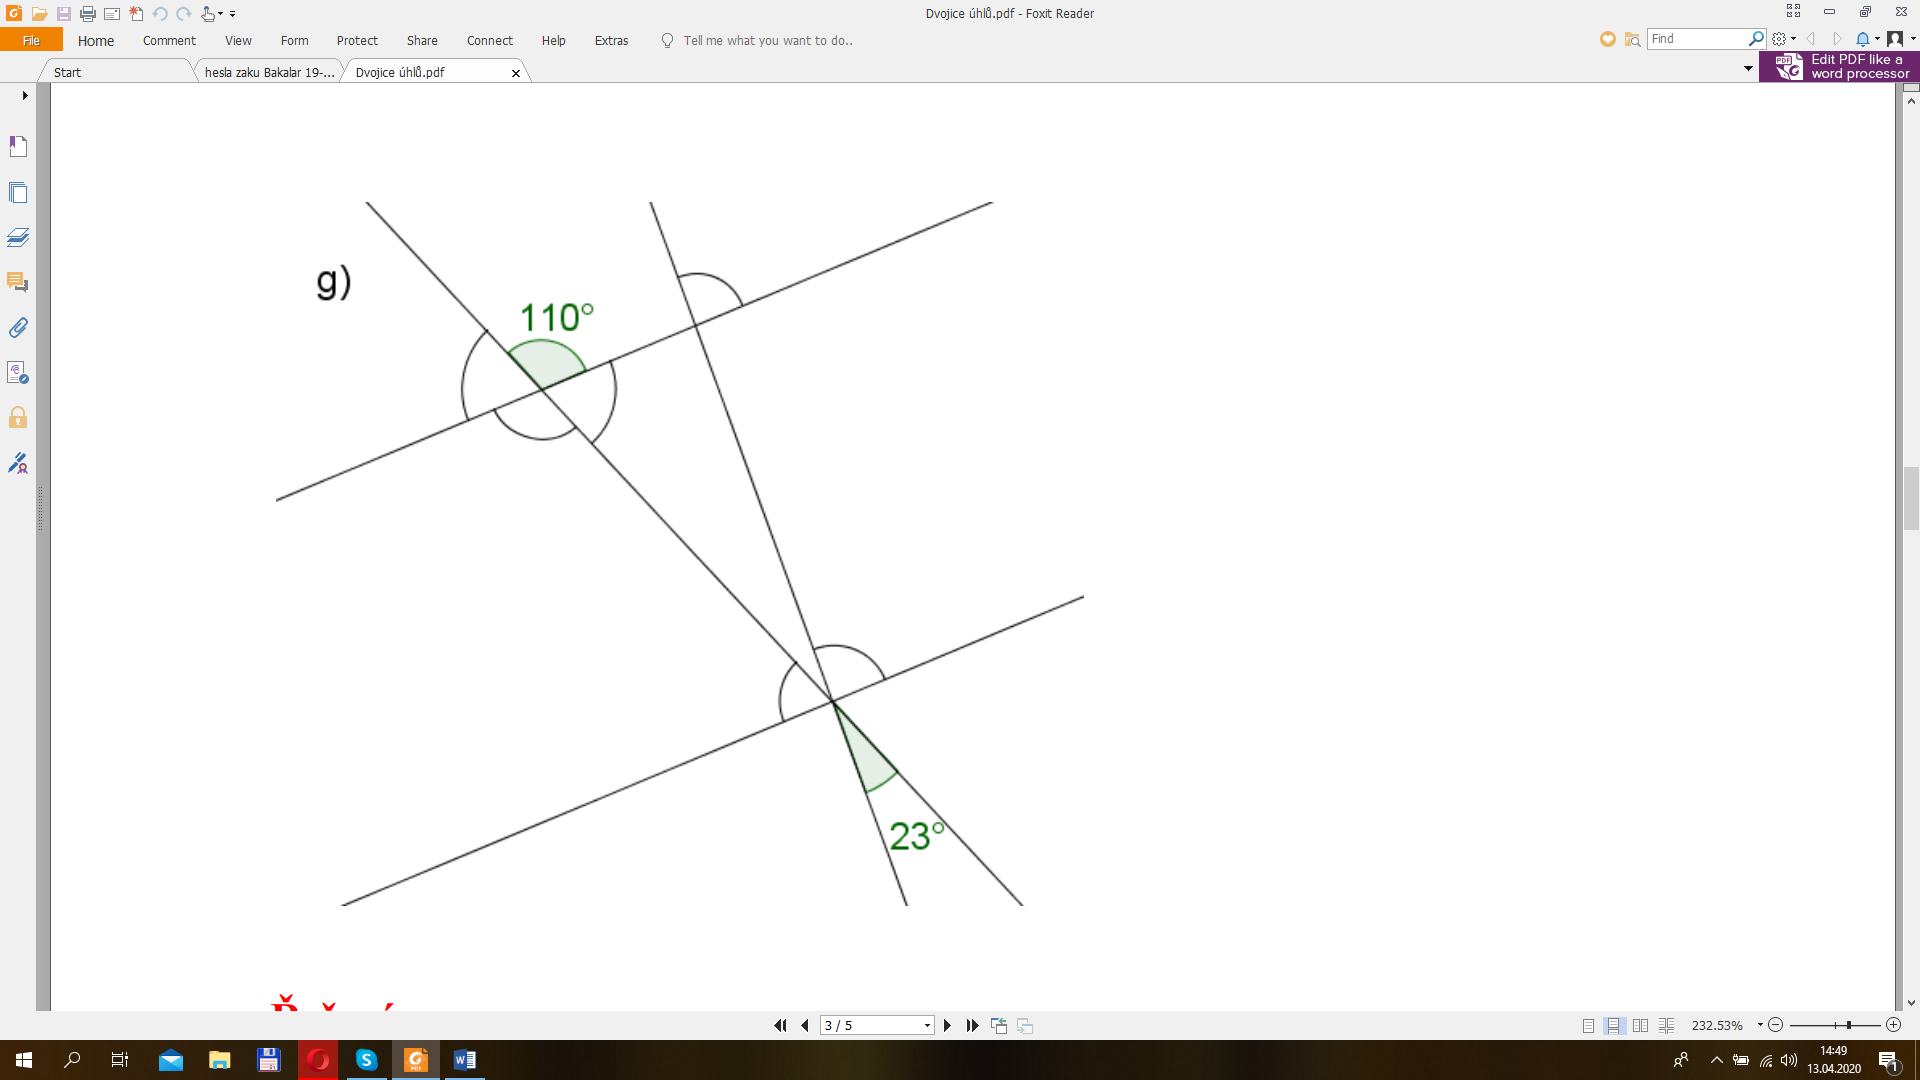 Dvojice úhlů.pdf - Foxit Reader
File Home Comment View Form Protect Share Connect Help Extras Tell me what you want to do.. Find
Start hesla zaku Bakalar 19-... Dvojice úhlů.pdf
Edit PDF like a
word processor
g)
110°
23°
3 / 5
232.53%
14:49
13.04.2020
1